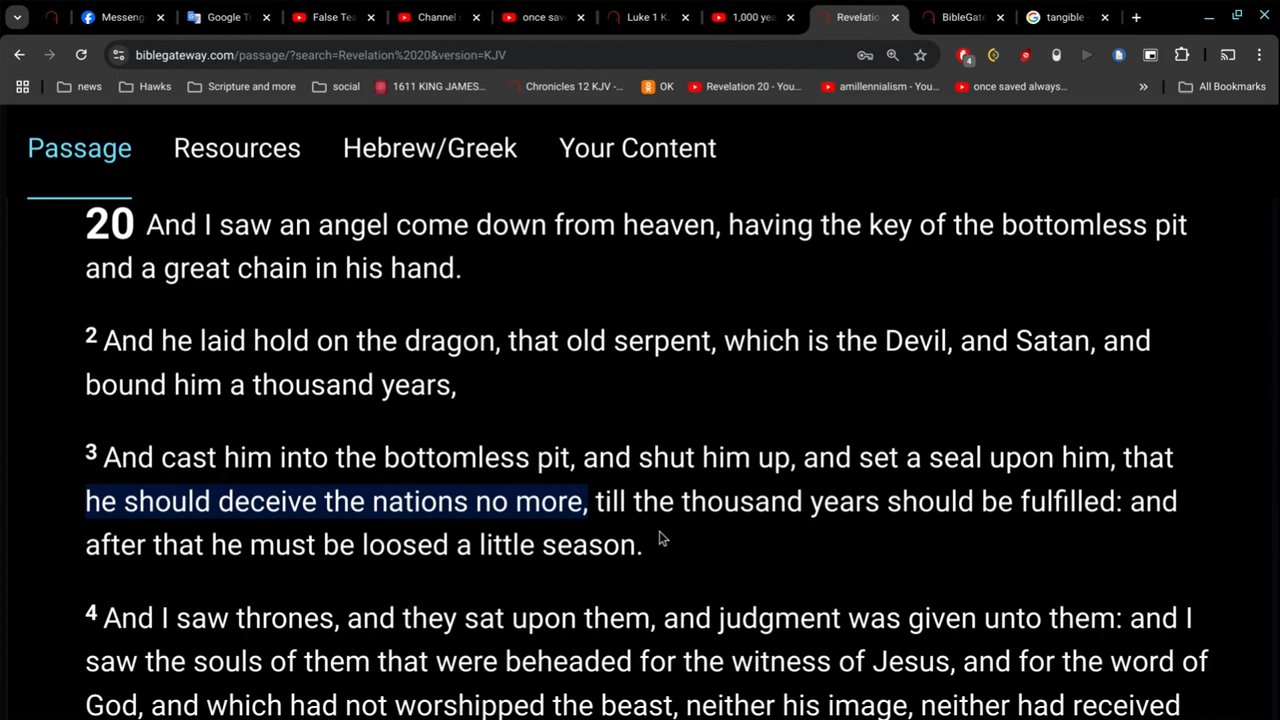 Messeng
Google T
False Tea
Channel c
once sav
Luke 1 K
1,000 yea
Revelatio
BibleGat
tangible
biblegateway.com/passage/?search=Revelation%2020&version=KJV
4
news
Hawks
Scripture and more
social
1611 KING JAMES...
Chronicles 12 KJV -...
OK
Revelation 20 - You...
amillennialism - You...
once saved always...
All Bookmarks
Passage
Resources
Hebrew/Greek
Your Content
20 And I saw an angel come down from heaven, having the key of the bottomless pit
and a great chain in his hand.
2 And he laid hold on the dragon, that old serpent, which is the Devil, and Satan, and
bound him a thousand years,
3 And cast him into the bottomless pit, and shut him up, and set a seal upon him, that
he should deceive the nations no more, till the thousand years should be fulfilled: and
after that he must be loosed a little season.
4 And I saw thrones, and they sat upon them, and judgment was given unto them: and I
saw the souls of them that were beheaded for the witness of Jesus, and for the word of
God, and which had not worshipped the beast, neither his image, neither had received